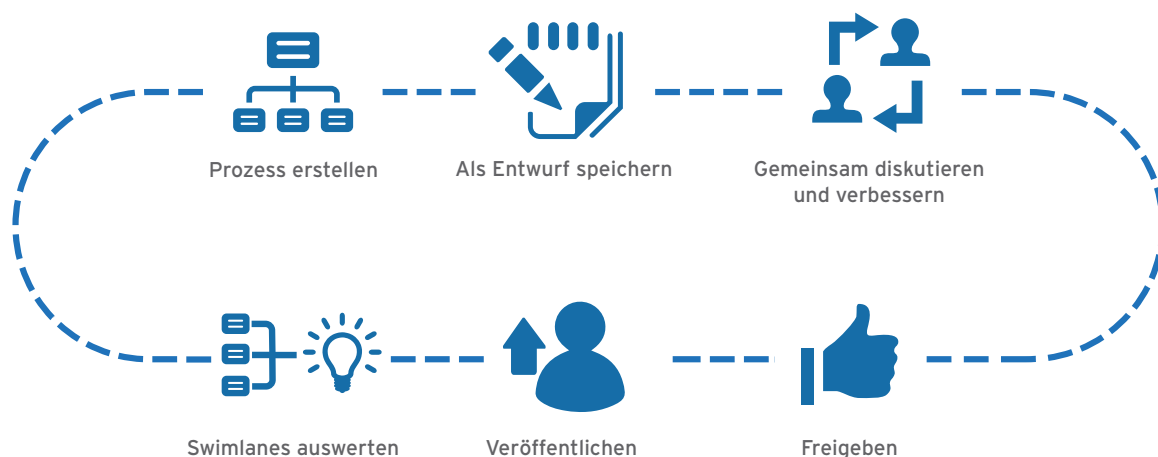 Prozess erstellen
Als Entwurf speichern
Gemeinsam diskutieren
und verbessern
Swimlanes auswerten
Veröffentlichen
Freigeben